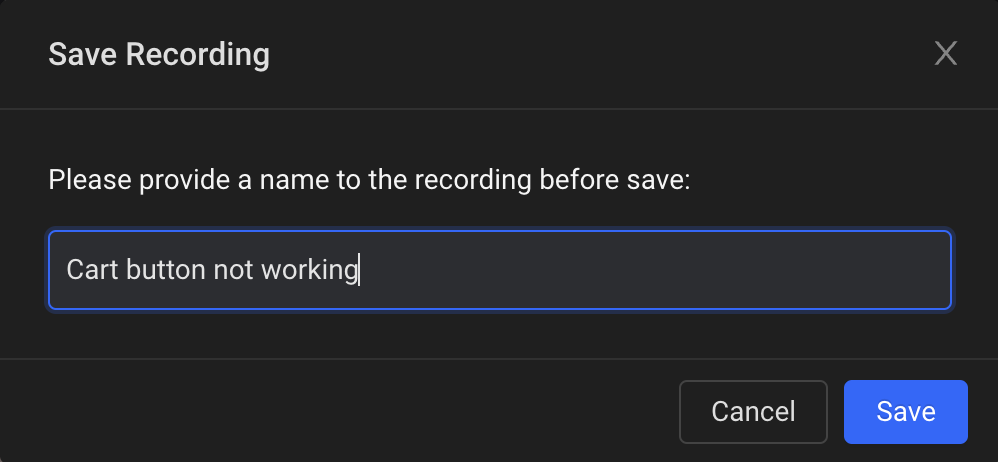 Save Recording
Please provide a name to the recording before save:
Cart button not working
Cancel
Save